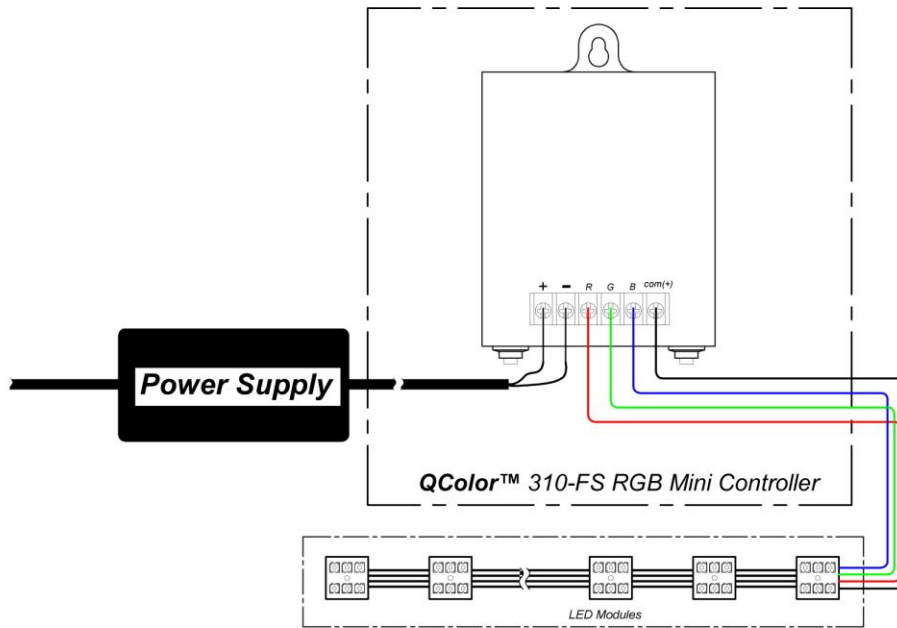 + - R G B com(+)
Power Supply
QColor™ 310-FS RGB Mini Controller
LED Modules